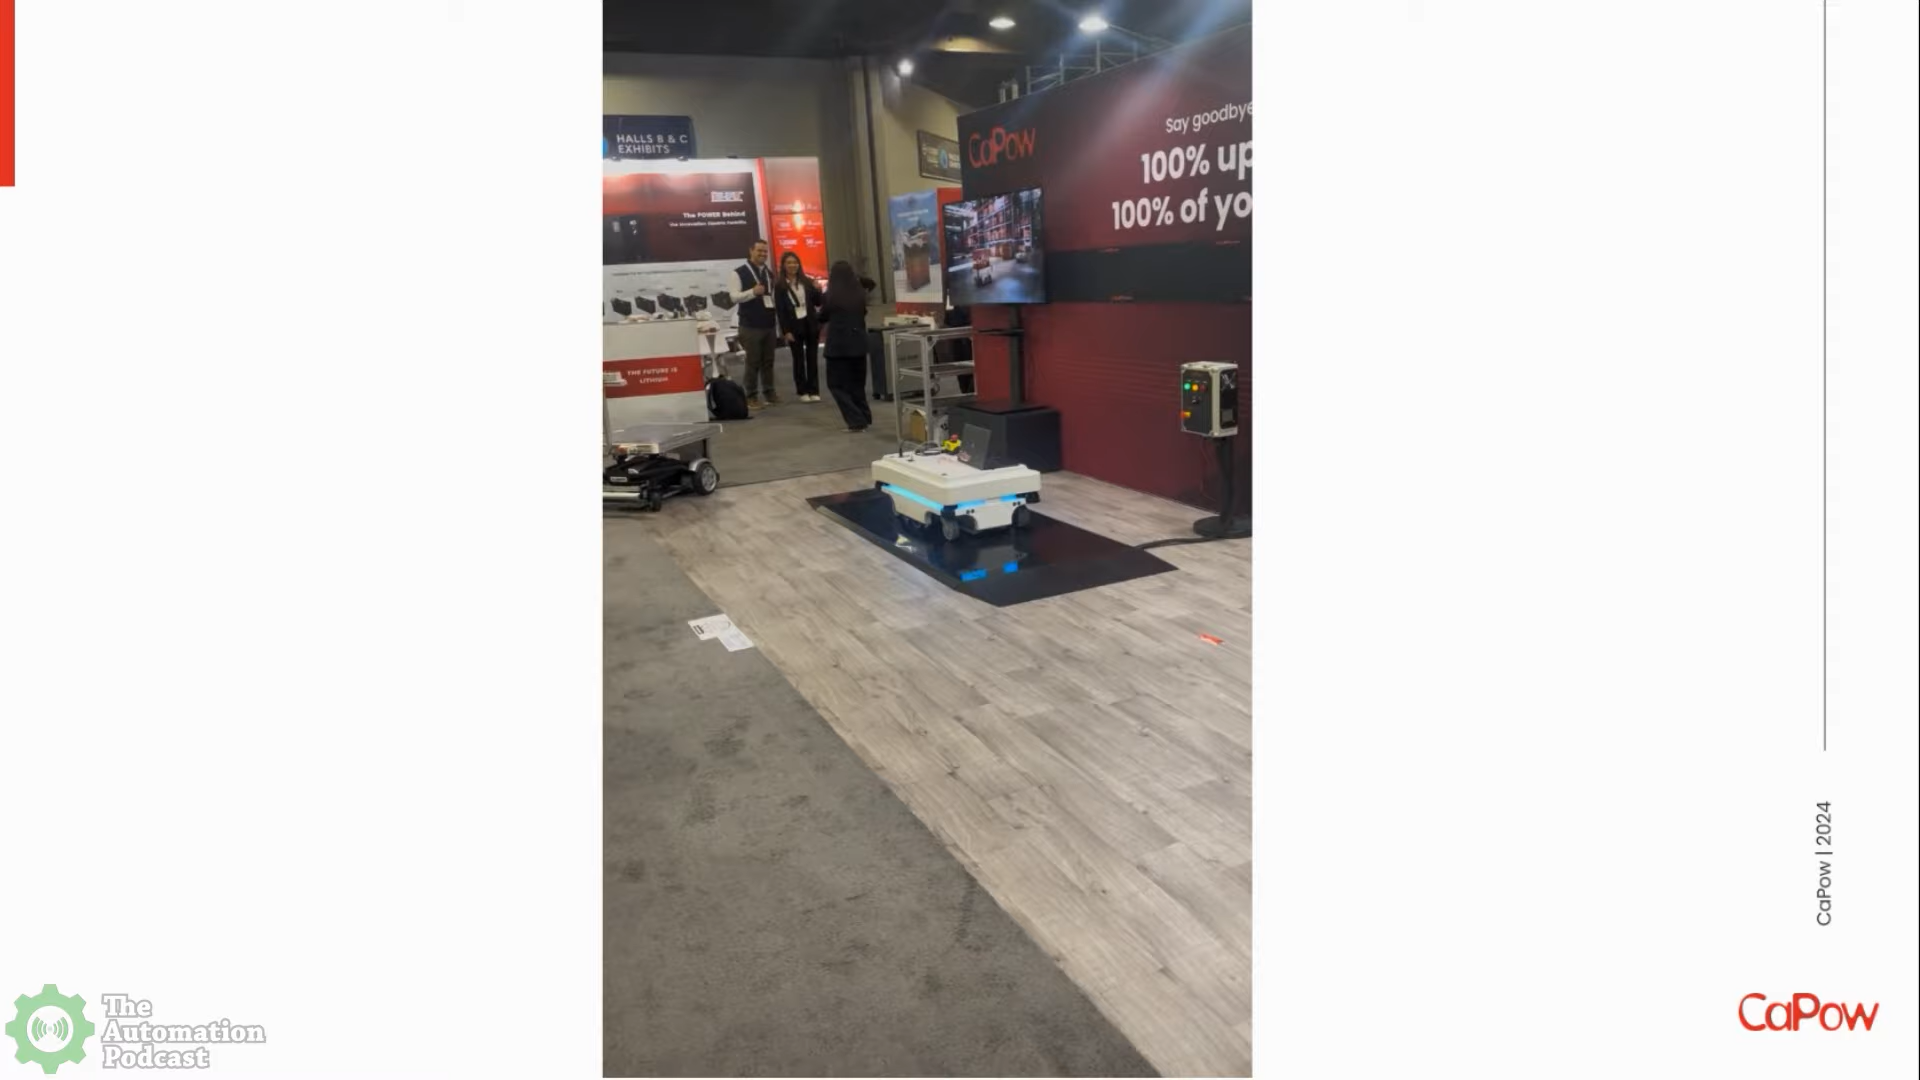 HALLS B & C
EXHIBITS
The POWER Behind
THE FUTURE IS
LITHIUM
CaPow
Say goodbye
100% up
100% of yo
CaPow | 2024
CaPow
The
Automation
Podcast